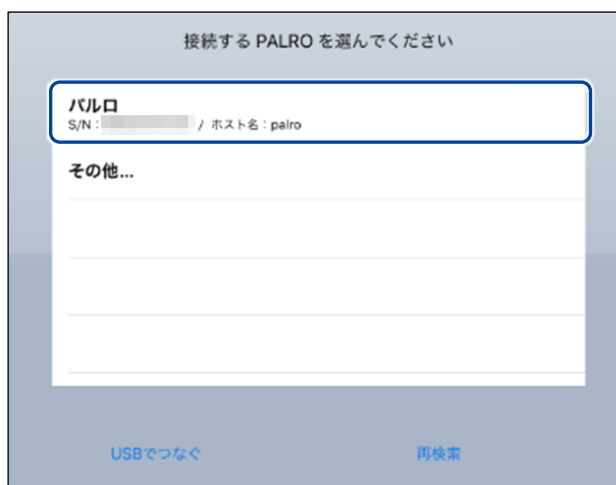 接続する PALRO を選んでください
パルロ
S/N： / ホスト名：palro
その他...
USBでつなぐ
再検索